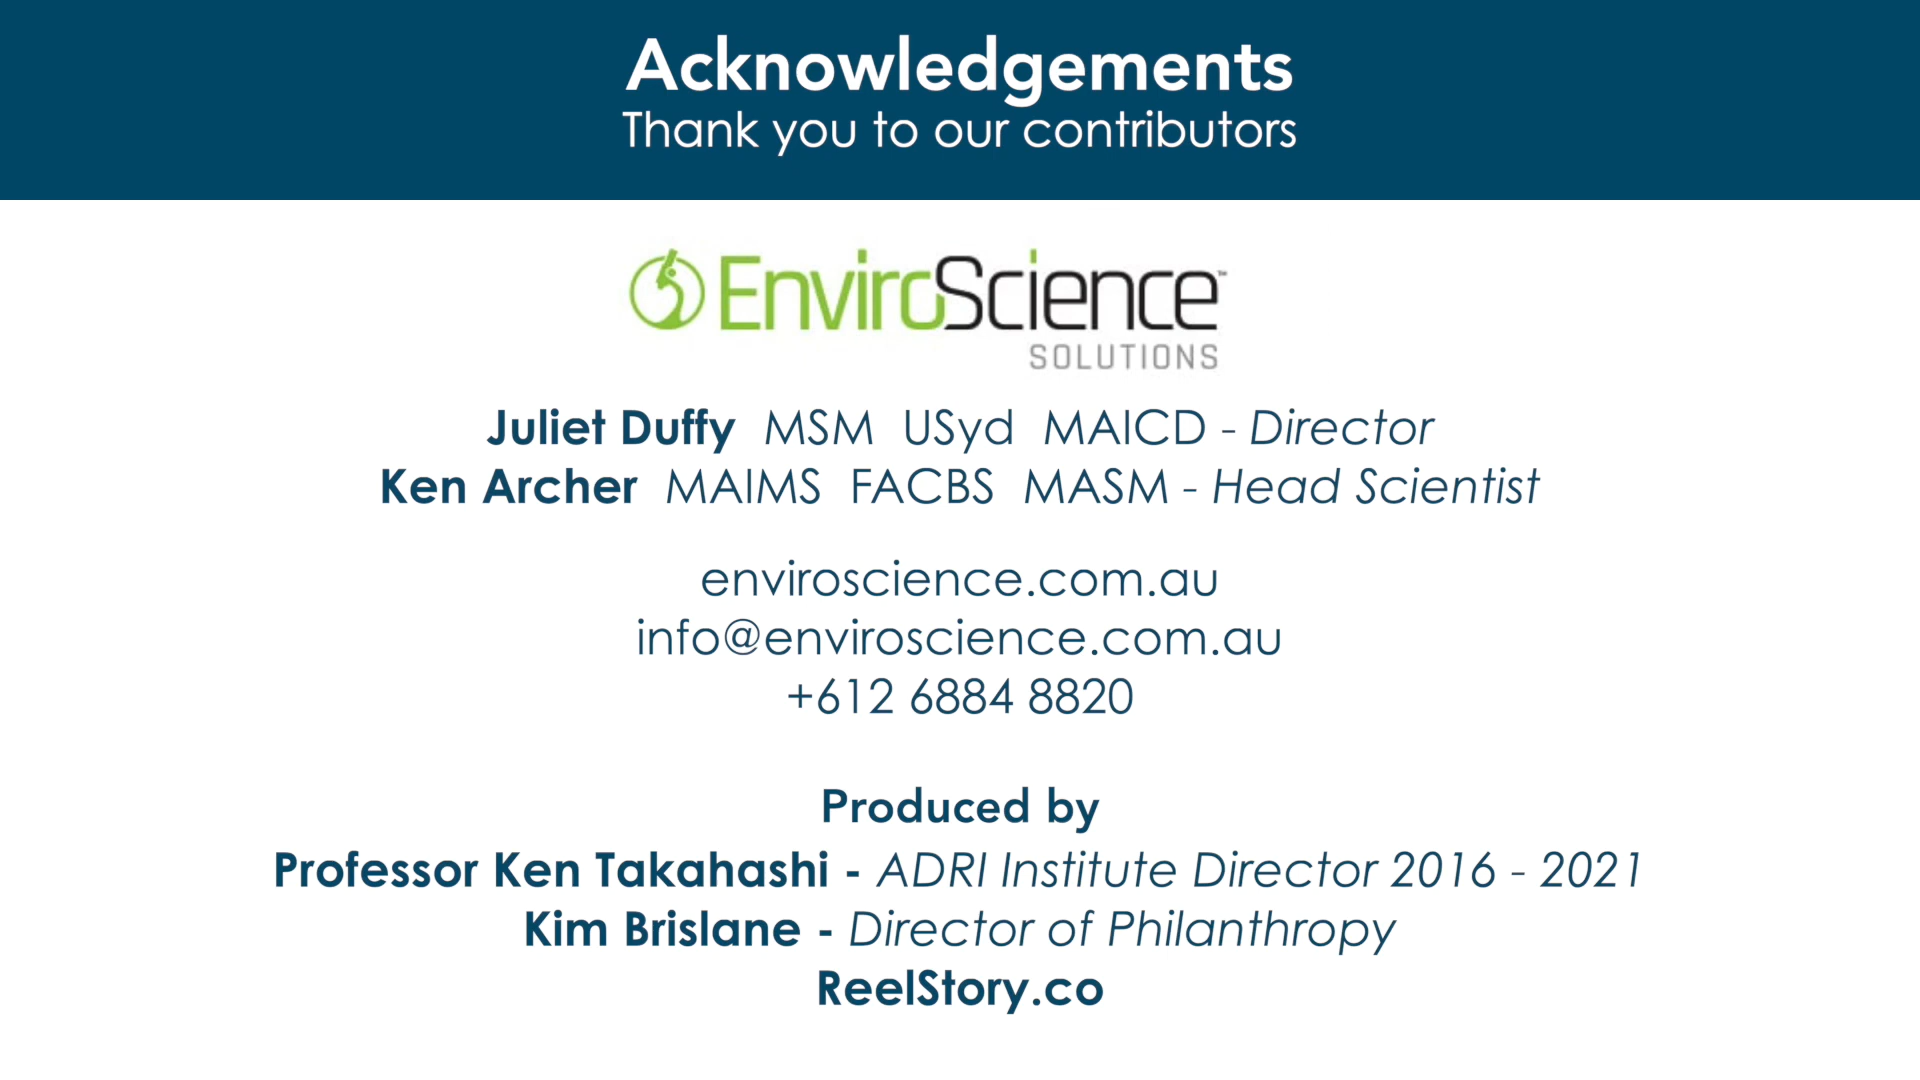 Acknowledgements
Thank you to our contributors
EnviroScience™
SOLUTIONS
Juliet Duffy MSM USyd MAICD - Director
Ken Archer MAIMS FACBS MASM - Head Scientist
enviroscience.com.au
info@enviroscience.com.au
+612 6884 8820
Produced by
Professor Ken Takahashi - ADRI Institute Director 2016 - 2021
Kim Brislane - Director of Philanthropy
ReelStory.co